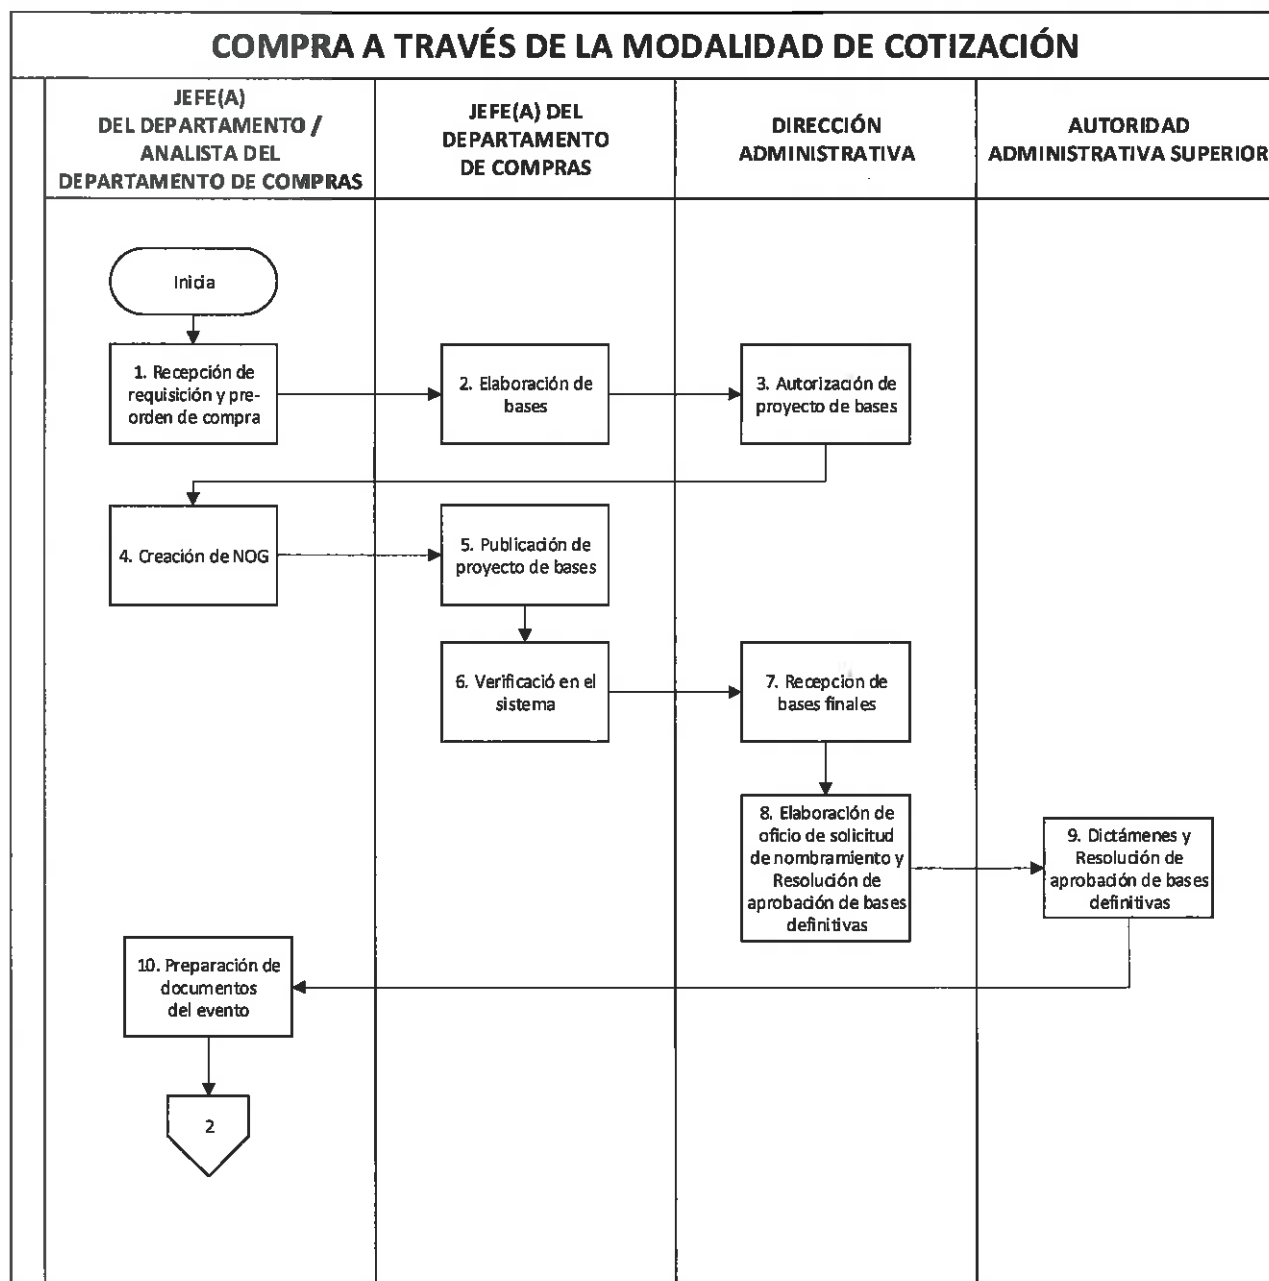 COMPRA A TRAVÉS DE LA MODALIDAD DE COTIZACIÓN
JEFE(A)
DEL DEPARTAMENTO /
ANALISTA DEL
DEPARTAMENTO DE COMPRAS
JEFE(A) DEL
DEPARTAMENTO
DE COMPRAS
DIRECCIÓN
ADMINISTRATIVA
AUTORIDAD
ADMINISTRATIVA SUPERIOR
Inicia
1. Recepción de
requisición y pre-
orden de compra
2. Elaboración de
bases
3. Autorización de
proyecto de bases
4. Creación de NOG
5. Publicación de
proyecto de bases
6. Verificació en el
sistema
7. Recepcion de
bases finales
8. Elaboración de
oficio de solicitud
de nombramiento y
Resolución de
aprobación de bases
definitivas
9. Dictámenes y
Resolución de
aprobación de bases
definitivas
10. Preparación de
documentos
del evento
2